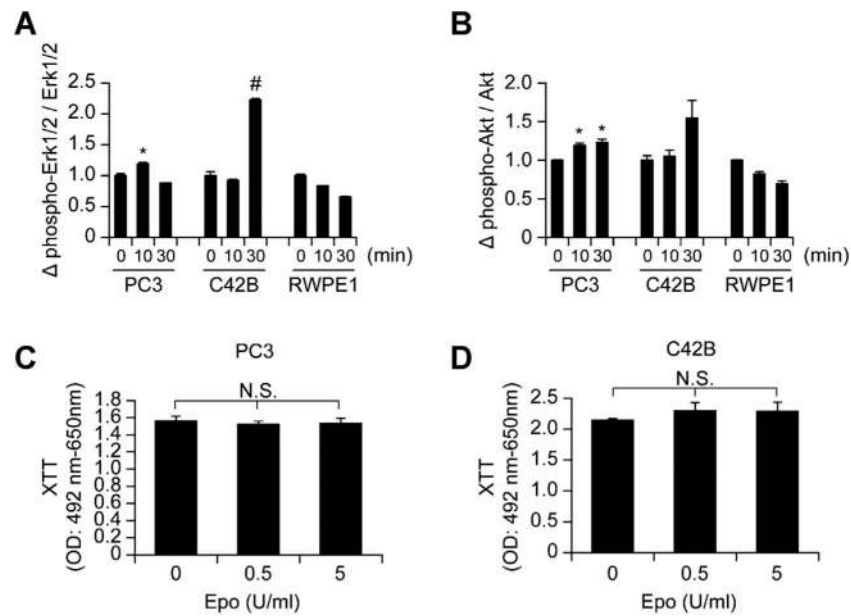 A
Δ phospho-Erk1/2 / Erk1/2
2.5
2.0
1.5
1.0
0.5
0
*
#
0 10 30 0 10 30 0 10 30 (min)
PC3 C42B RWPE1
B
Δ phospho-Akt / Akt
2.0
1.5
1.0
0.5
0
* *
0 10 30 0 10 30 0 10 30 (min)
PC3 C42B RWPE1
C
PC3
XTT
(OD: 492 nm-650nm)
1.8
1.6
1.4
1.6
1.0
0.8
0.6
0.4
0.2
0
N.S.
0 0.5 5
Epo (U/ml)
D
C42B
XTT
(OD: 492 nm-650nm)
2.5
2.0
1.5
1.0
0.5
0
N.S.
0 0.5 5
Epo (U/ml)